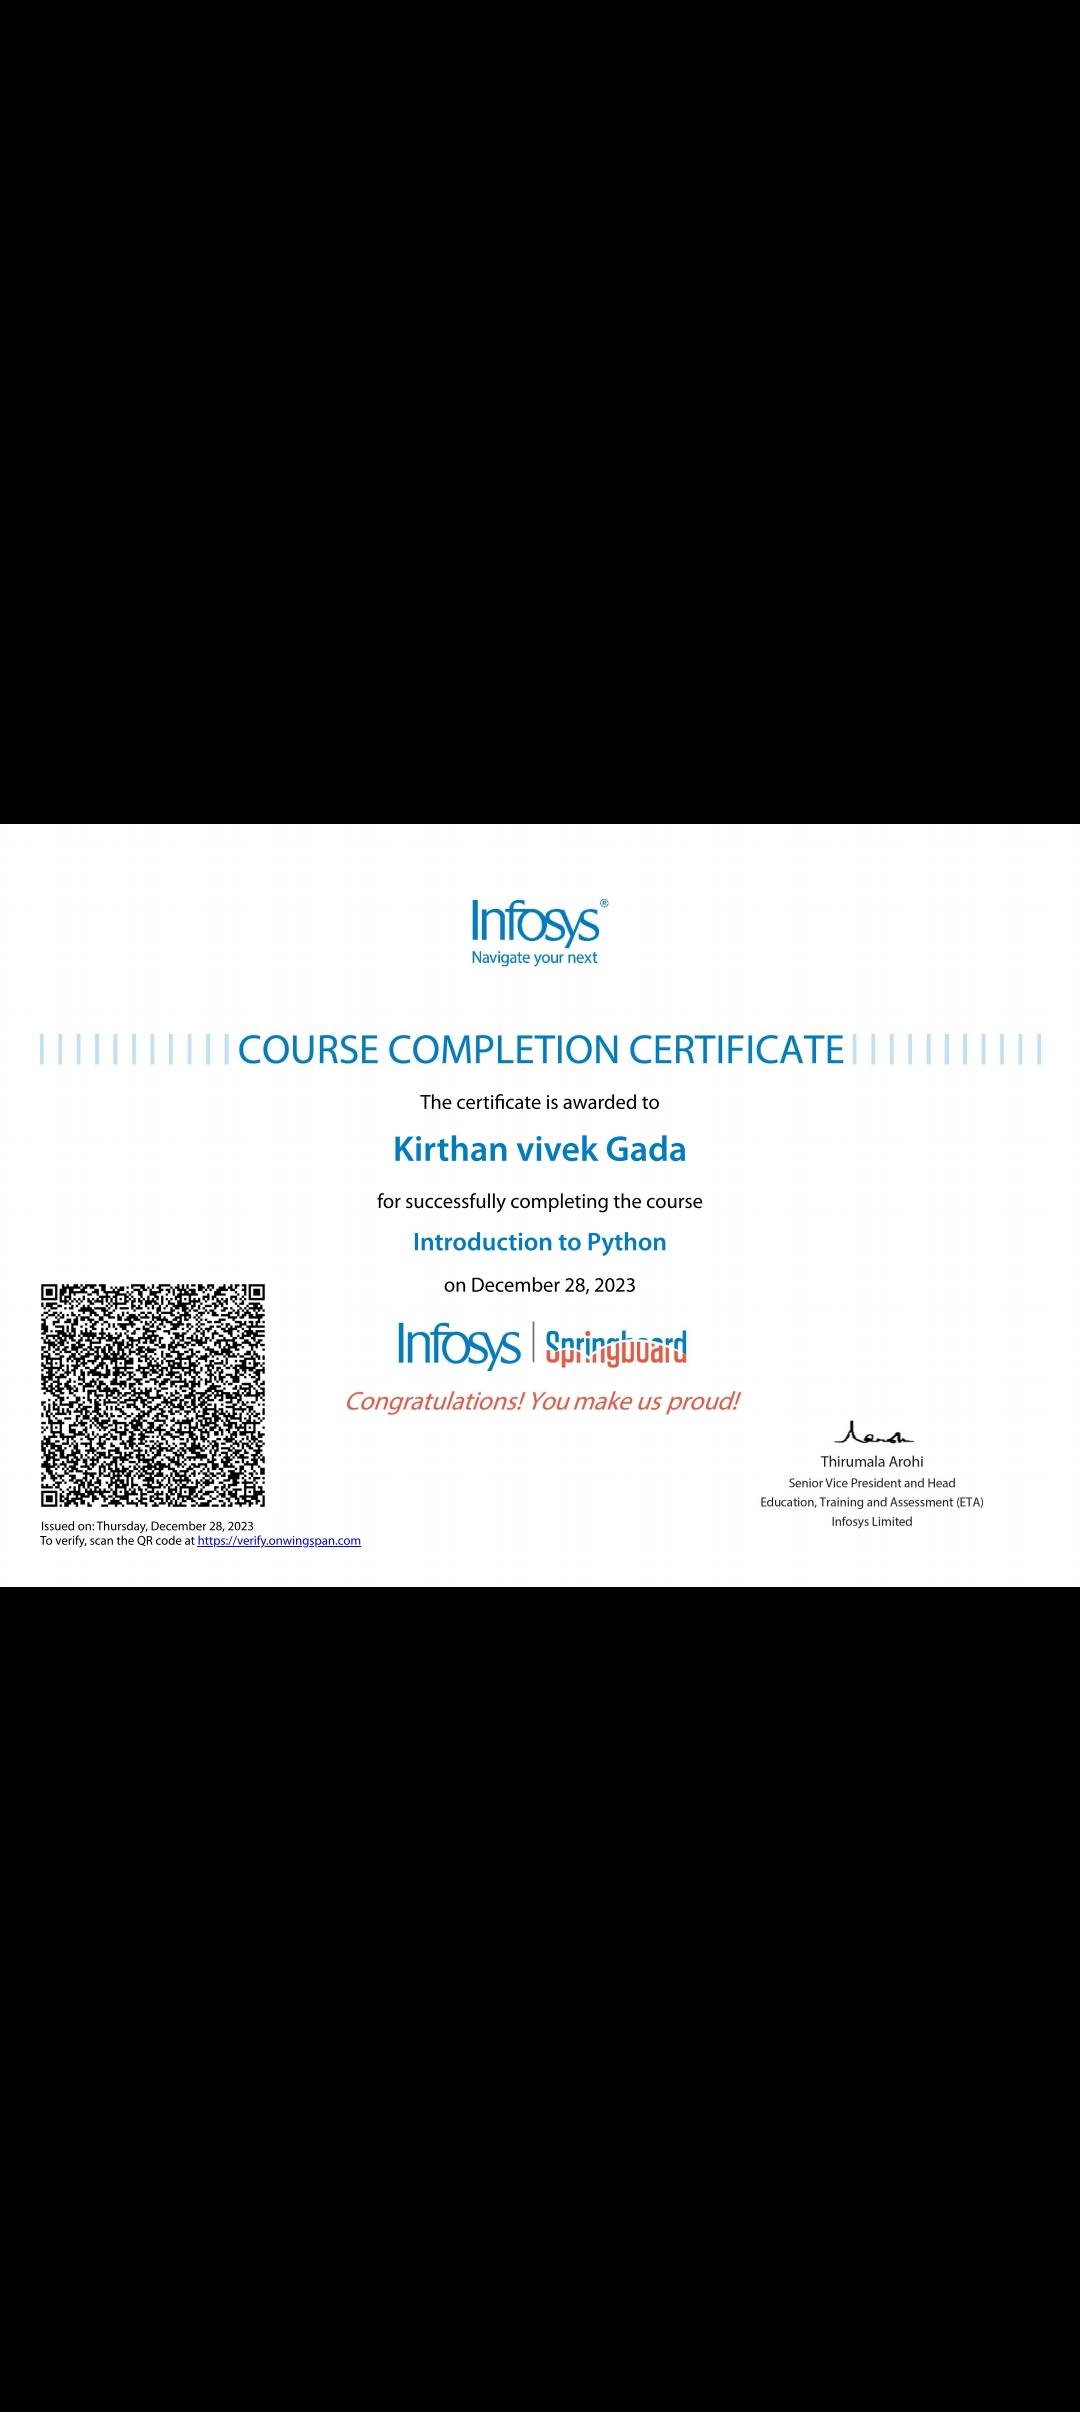 Infosys®
Navigate your next
COURSE COMPLETION CERTIFICATE
The certificate is awarded to
Kirthan vivek Gada
for successfully completing the course
Introduction to Python
on December 28, 2023
Infosys | Springboard
Congratulations! You make us proud!
Thirumala Arohi
Senior Vice President and Head
Education, Training and Assessment (ETA)
Infosys Limited
Issued on: Thursday, December 28, 2023
To verify, scan the QR code at https://verify.onwingspan.com